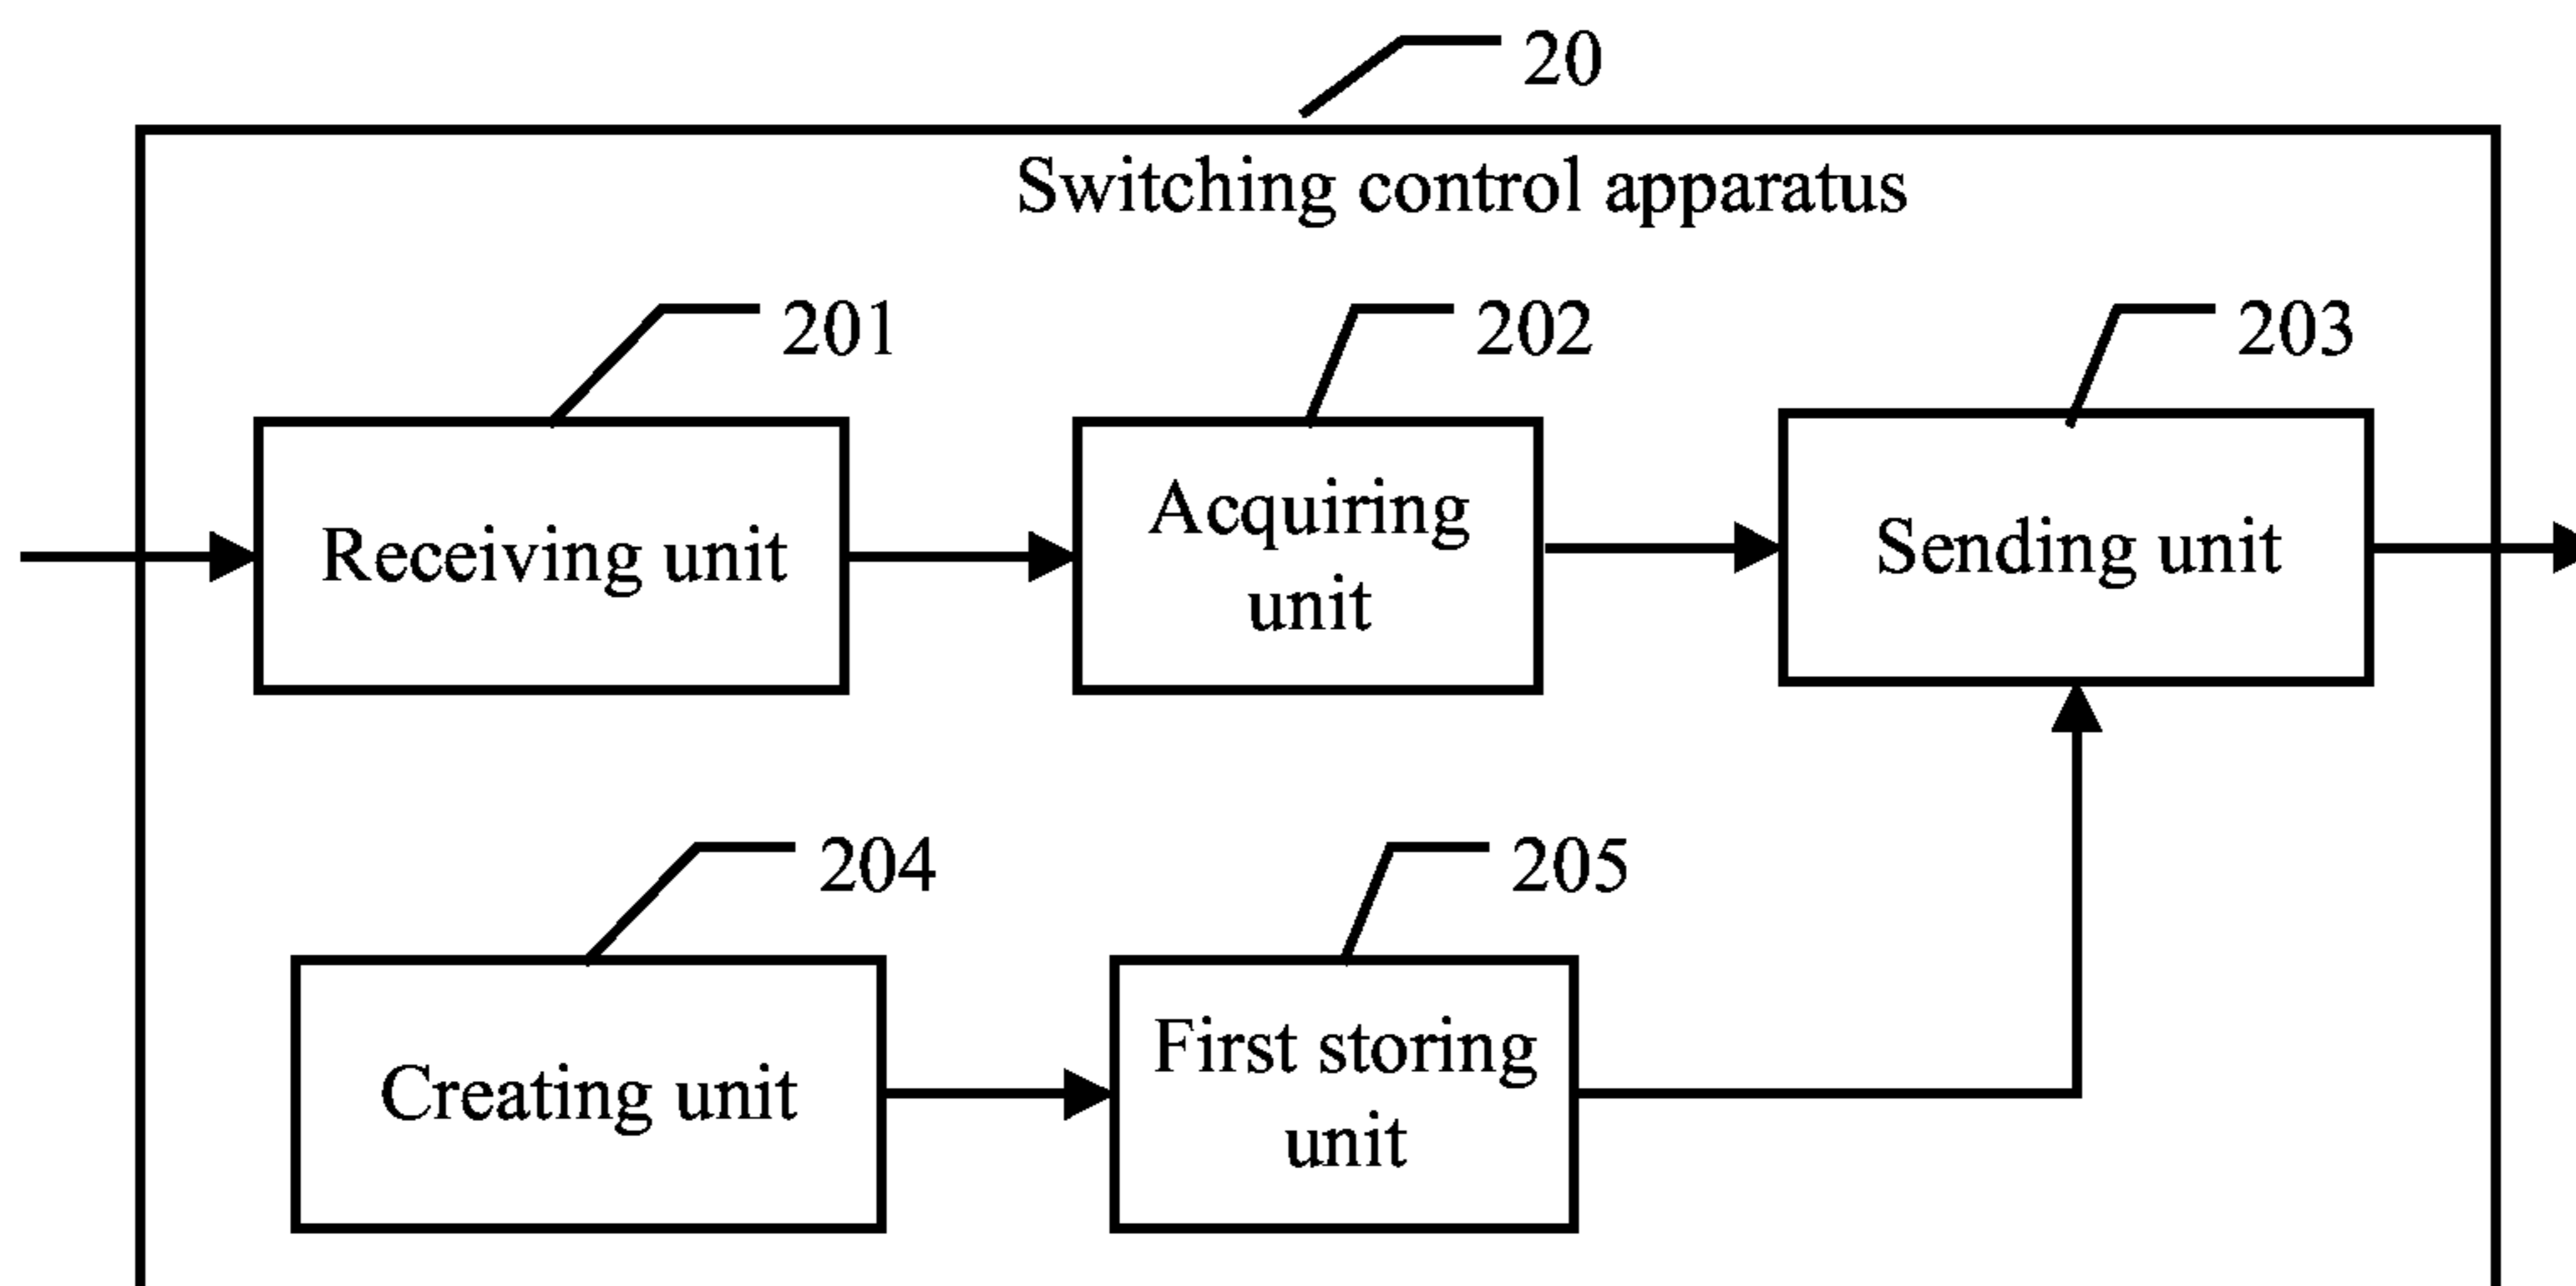 20
Switching control apparatus
201
202
203
Receiving unit
Acquiring
unit
Sending unit
204
205
Creating unit
First storing
unit